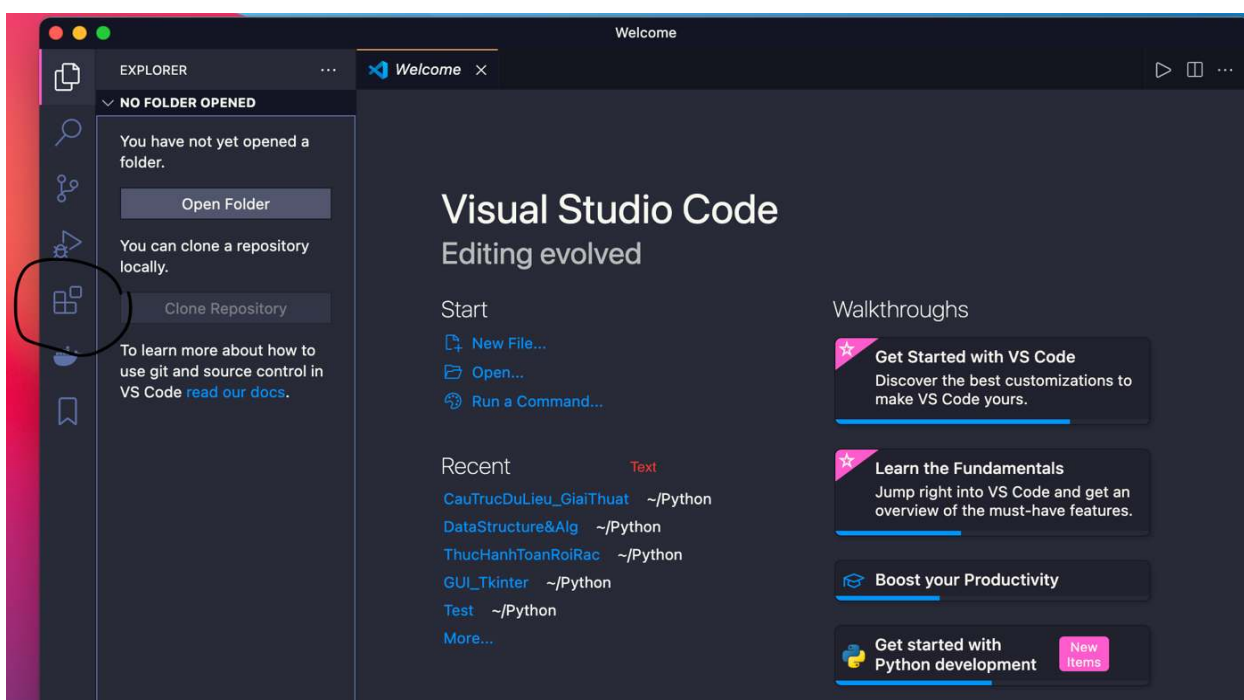 Welcome
EXPLORER
NO FOLDER OPENED
You have not yet opened a
folder.
Open Folder
You can clone a repository
locally.
Clone Repository
To learn more about how to
use git and source control in
VS Code read our docs.
Welcome
Visual Studio Code
Editing evolved
Start
New File...
Open...
Run a Command...
Recent
Text
CauTrucDuLieu_GiaiThuat ~/Python
DataStructure&Alg ~/Python
ThucHanhToanRoiRac ~/Python
GUI_Tkinter ~/Python
Test ~/Python
More...
Walkthroughs
Get Started with VS Code
Discover the best customizations to
make VS Code yours.
Learn the Fundamentals
Jump right into VS Code and get an
overview of the must-have features.
Boost your Productivity
Get started with
Python development
New
Items